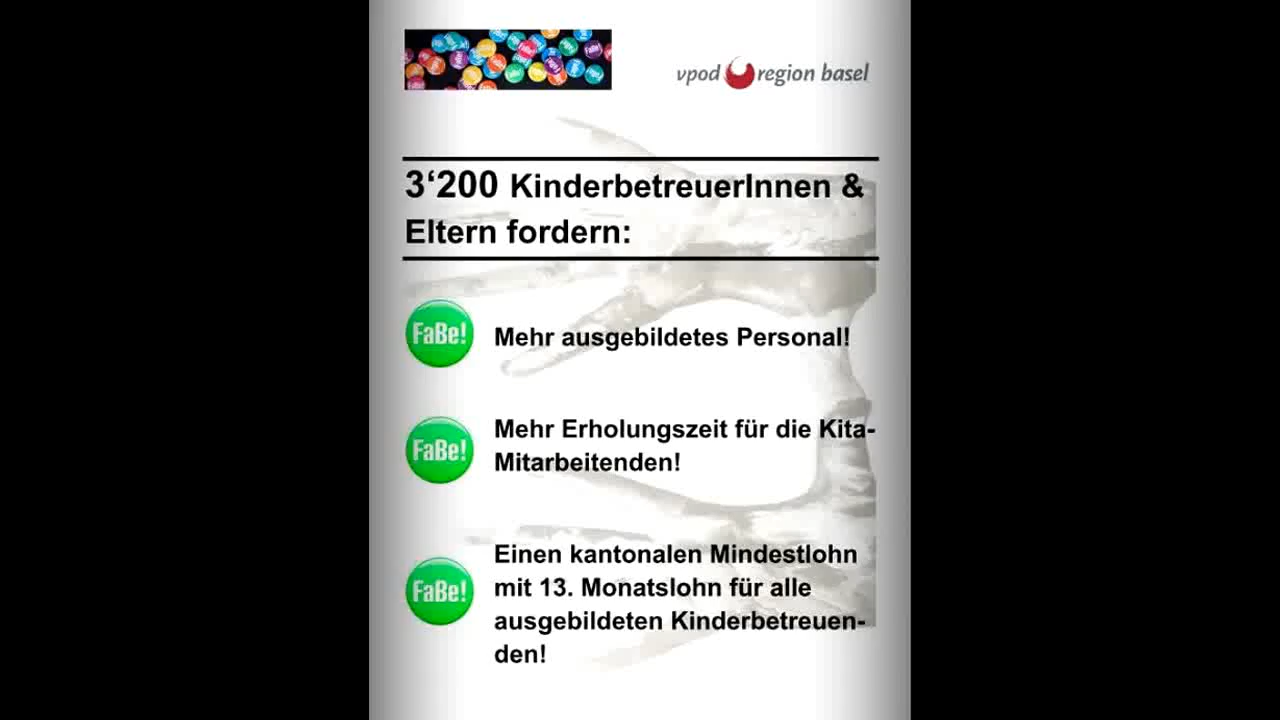 vpod region basel
3‘200 KinderbetreuerInnen &
Eltern fordern:
FaBe!
Mehr ausgebildetes Personal!
FaBe!
Mehr Erholungszeit für die Kita-
Mitarbeitenden!
FaBe!
Einen kantonalen Mindestlohn
mit 13. Monatslohn für alle
ausgebildeten Kinderbetreuen-
den!